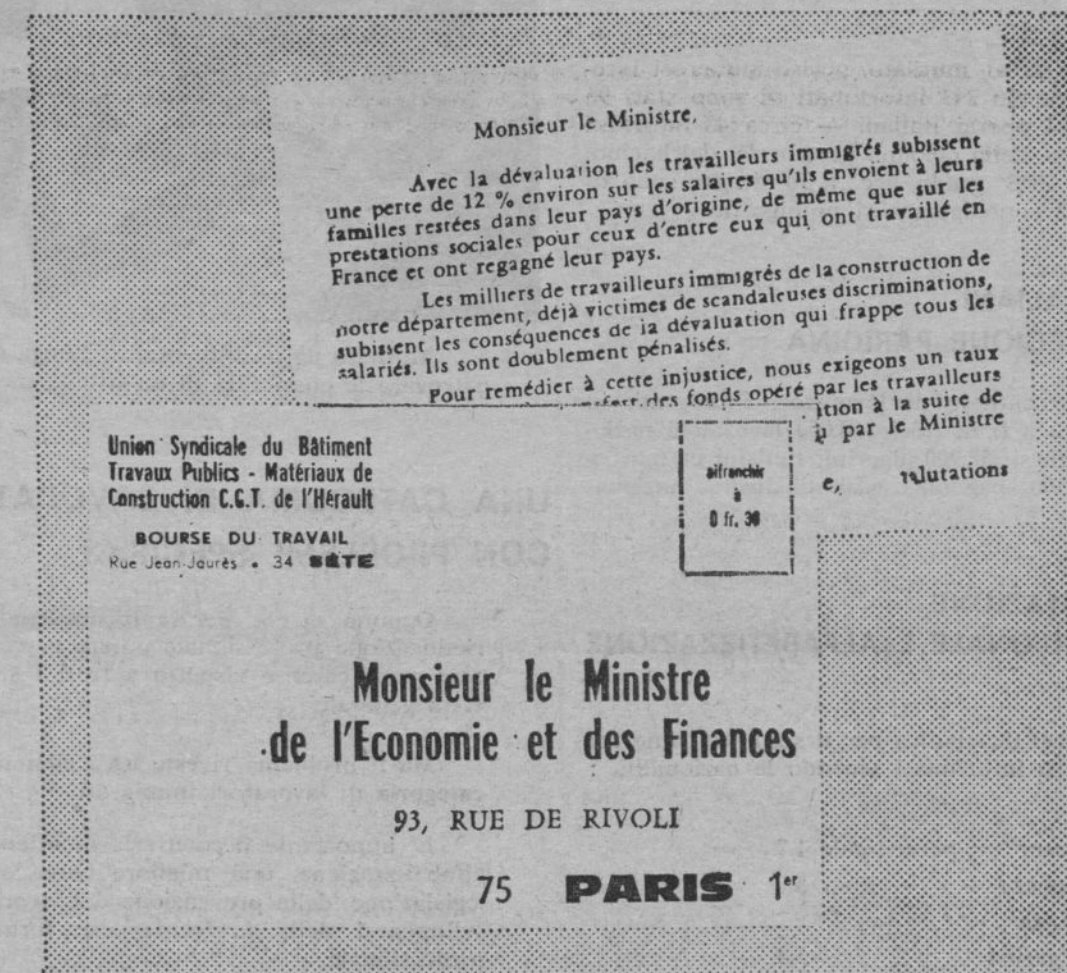 Monsieur le Ministre,
Avec la dévaluation les travailleurs immigrés subissent
une perte de 12 % environ sur les salaires qu'ils envoient à leurs
familles restées dans leur pays d'origine, de même que sur les
prestations sociales pour ceux d'entre eux qui ont travaillé en
France et ont regagné leur pays.
Les milliers de travailleurs immigrés de la construction de
notre département, déjà victimes de scandaleuses discriminations,
subissent les conséquences de la dévaluation qui frappe tous les
salariés. Ils sont doublement pénalisés.
Pour remédier à cette injustice, nous exigeons un taux
des fonds opéré par les travailleurs
ition à la suite de
par le Ministre
e, salutations
Union Syndicale du Bâtiment
Travaux Publics - Matériaux de
Construction C.G.T. de l'Hérault
BOURSE DU TRAVAIL
Rue Jean-Jaurès • 34 SÈTE
affranchir
à
0 fr. 30
Monsieur le Ministre
de l'Economie et des Finances
93, RUE DE RIVOLI
75 PARIS 1er